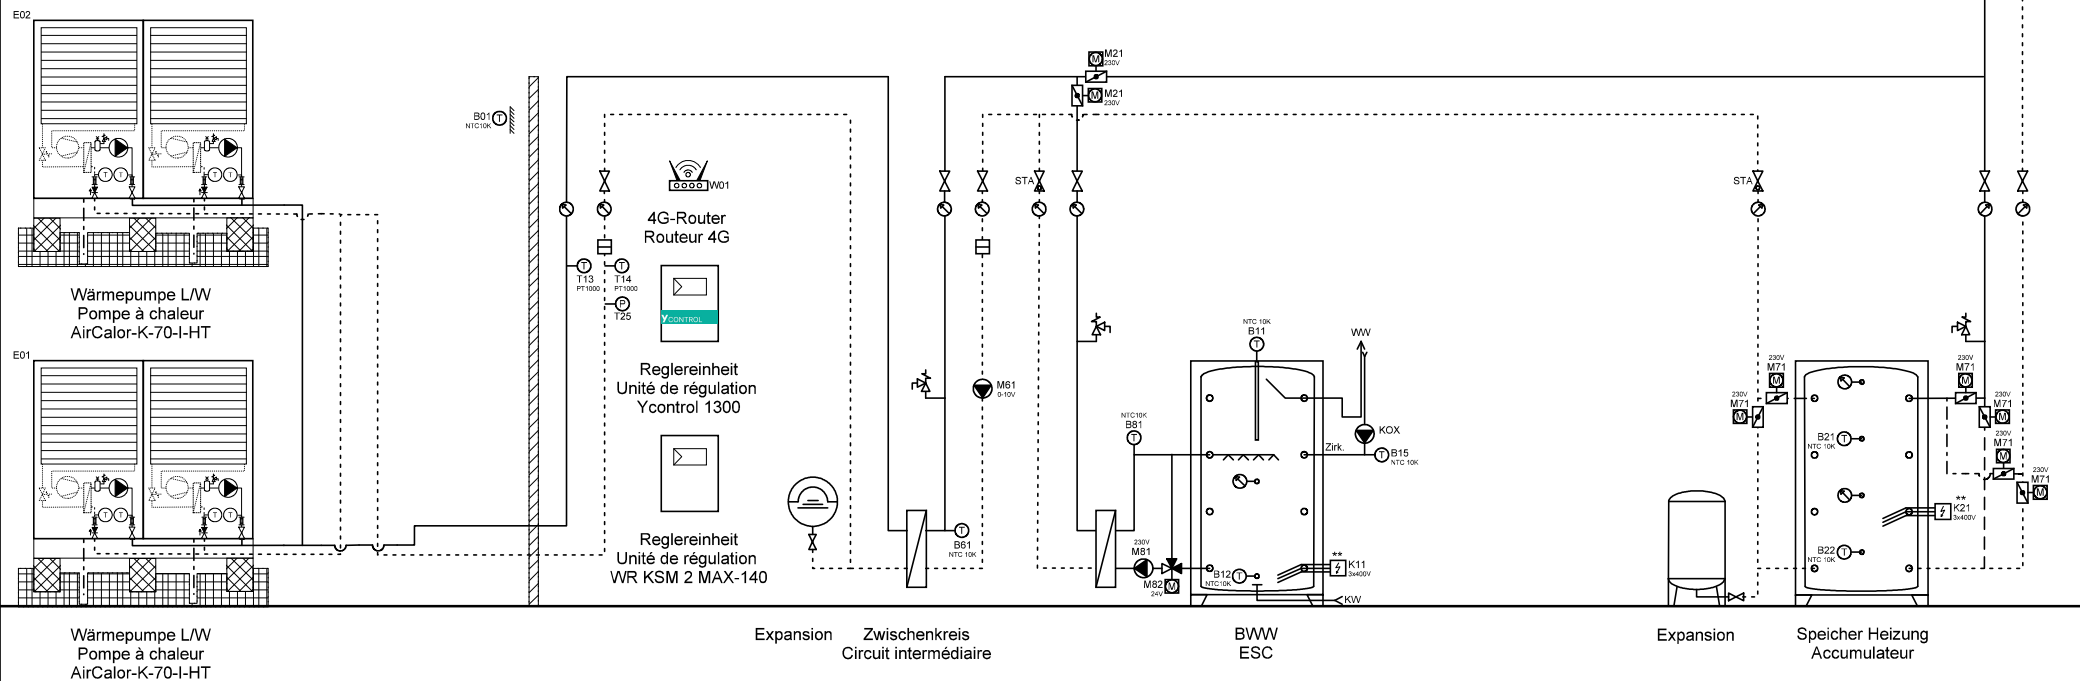 E02
Wärmepumpe L/W
Pompe à chaleur
AirCalor-K-70-I-HT
E01
Wärmepumpe L/W
Pompe à chaleur
AirCalor-K-70-I-HT
B01 T
NTC10K
W01
4G-Router
Routeur 4G
T T
T13 T14
PT1000 PT1000
P
T25
YCONTROL
Reglereinheit
Unité de régulation
Ycontrol 1300
Reglereinheit
Unité de régulation
WR KSM 2 MAX-140
Expansion
Zwischenkreis
Circuit intermédiaire
T
B61
NTC 10K
M61
0-10V
M M21
230V
M M21
230V
STA
NTC10K
B81
T
230V
M81
M82
24V
M
NTC 10K
B11
T
WW
KOX
Zirk.
T B15
NTC 10K
B12 T
NTC10K
**
K11
3x400V
KW
BWW
ESC
STA
230V
M71
M
230V
M71
M
Expansion
B21 T
NTC 10K
B22 T
NTC 10K
230V
M71
M
230V
M71
M
230V
M71
M
230V
M71
M
**
K21
3x400V
Speicher Heizung
Accumulateur